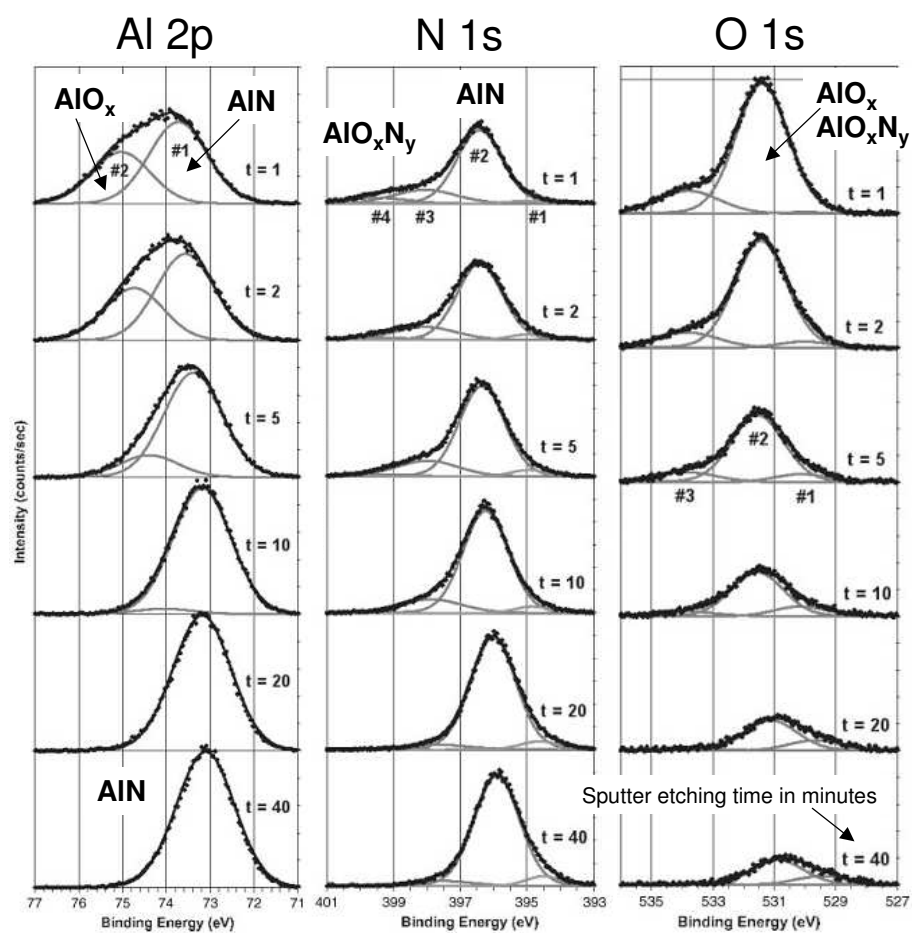 Al 2p
N 1s
O 1s
AlOx
AlN
#1
#2
t = 1
t = 2
t = 5
t = 10
t = 20
AlN
t = 40
Intensity (counts/sec)
77 76 75 74 73 72 71
Binding Energy (eV)
AlOxNy
AlN
#2
t = 1
#4
#3
#1
t = 2
t = 5
t = 10
t = 20
t = 40
401 399 397 395 393
Binding Energy (eV)
AlOx
AlOxNy
t = 1
t = 2
#2
t = 5
#3
#1
t = 10
t = 20
Sputter etching time in minutes
t = 40
535 533 531 529 527
Binding Energy (eV)